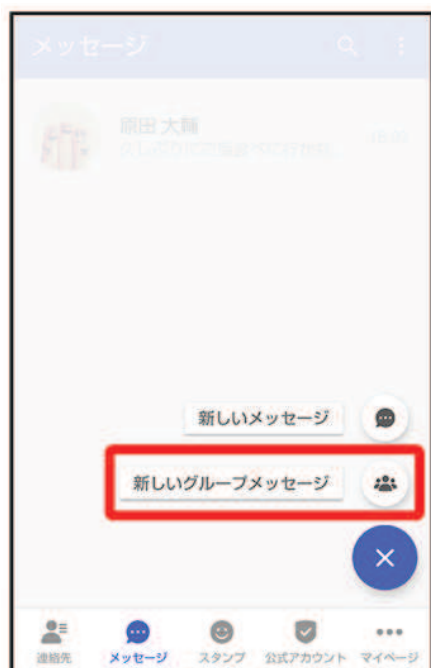 メッセージ
原田 大輔
新しいメッセージ
新しいグループメッセージ
連絡先 メッセージ スタンプ 公式アカウント マイページ